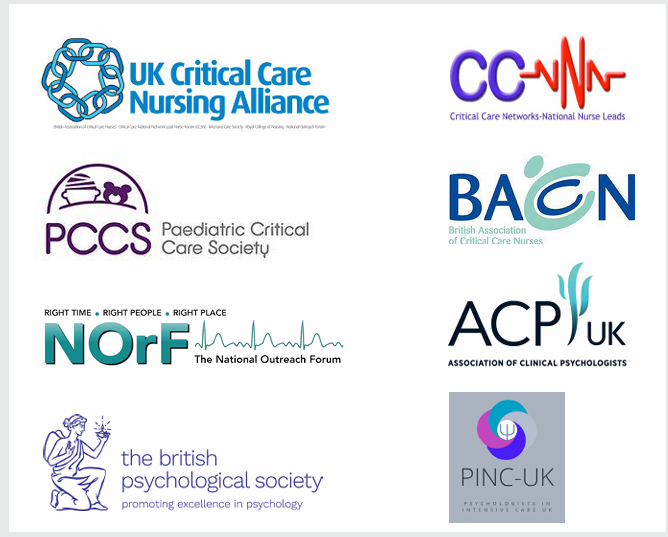 UK Critical Care
Nursing Alliance
British Association of Critical Care Nurses - Critical Care National Network Lead Nurse Forum (CC3N) - Intensive Care Society - Royal College of Nursing - National Outreach Forum
CC
Critical Care Networks-National Nurse Leads
PCCS
Paediatric Critical
Care Society
BACCN
British Association
of Critical Care Nurses
RIGHT TIME • RIGHT PEOPLE • RIGHT PLACE
NOrF
The National Outreach Forum
ACP UK
ASSOCIATION OF CLINICAL PSYCHOLOGISTS
the british
psychological society
promoting excellence in psychology
PINC-UK
PSYCHOLOGISTS IN
INTENSIVE CARE UK